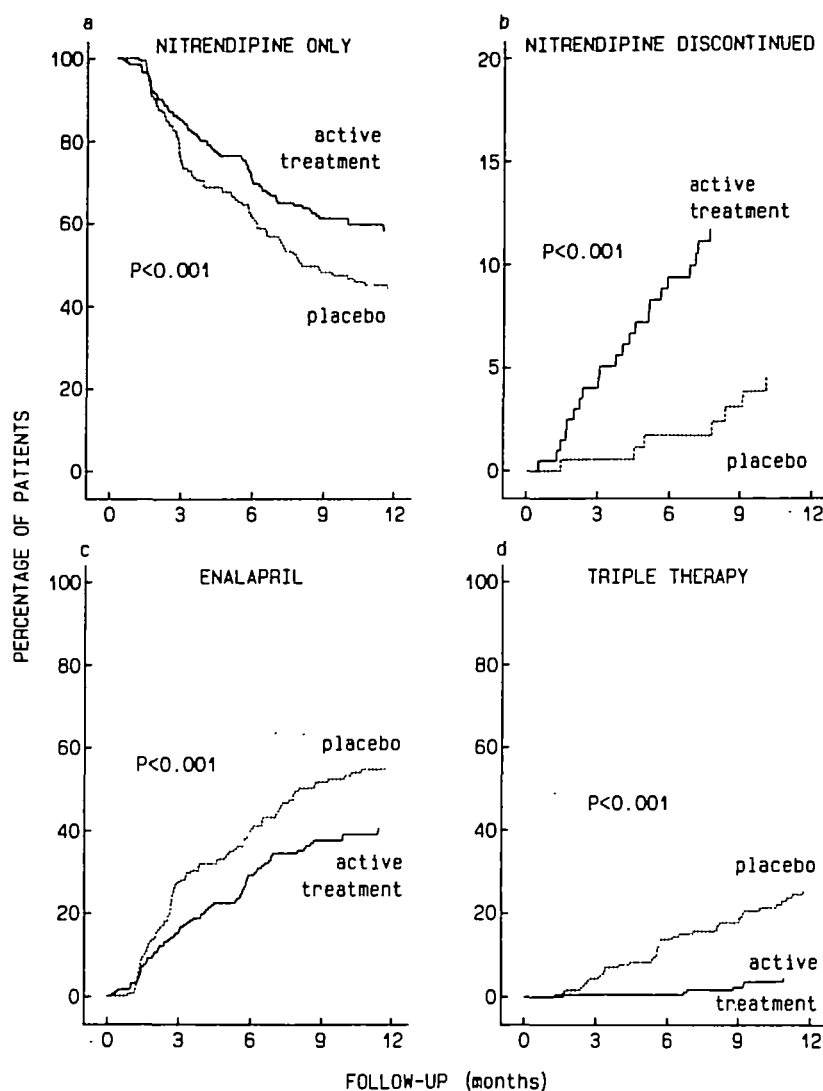 a
NITRENDIPINE ONLY
100
80
60
40
20
0
active
treatment
P<0.001
placebo
0 3 6 9 12
b
NITRENDIPINE DISCONTINUED
20
15
10
5
0
active
treatment
P<0.001
placebo
0 3 6 9 12
PERCENTAGE OF PATIENTS
c
ENALAPRIL
100
80
60
40
20
0
placebo
P<0.001
active
treatment
0 3 6 9 12
d
TRIPLE THERAPY
100
80
60
40
20
0
P<0.001
placebo
active
treatment
0 3 6 9 12
FOLLOW-UP (months)